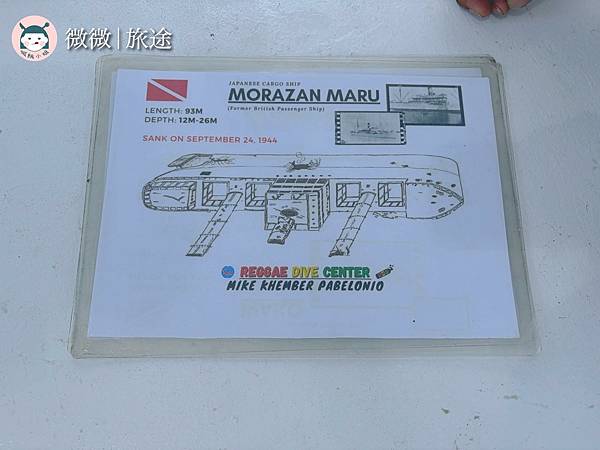 微微|旅途
JAPANESE CARGO SHIP
MORAZAN MARU
(Former British Passenger Ship)
LENGTH: 93M
DEPTH: 12M-26M
SANK ON SEPTEMBER 24, 1944
REGGAE DIVE CENTER
MIKE KHEMBER PABELONIO